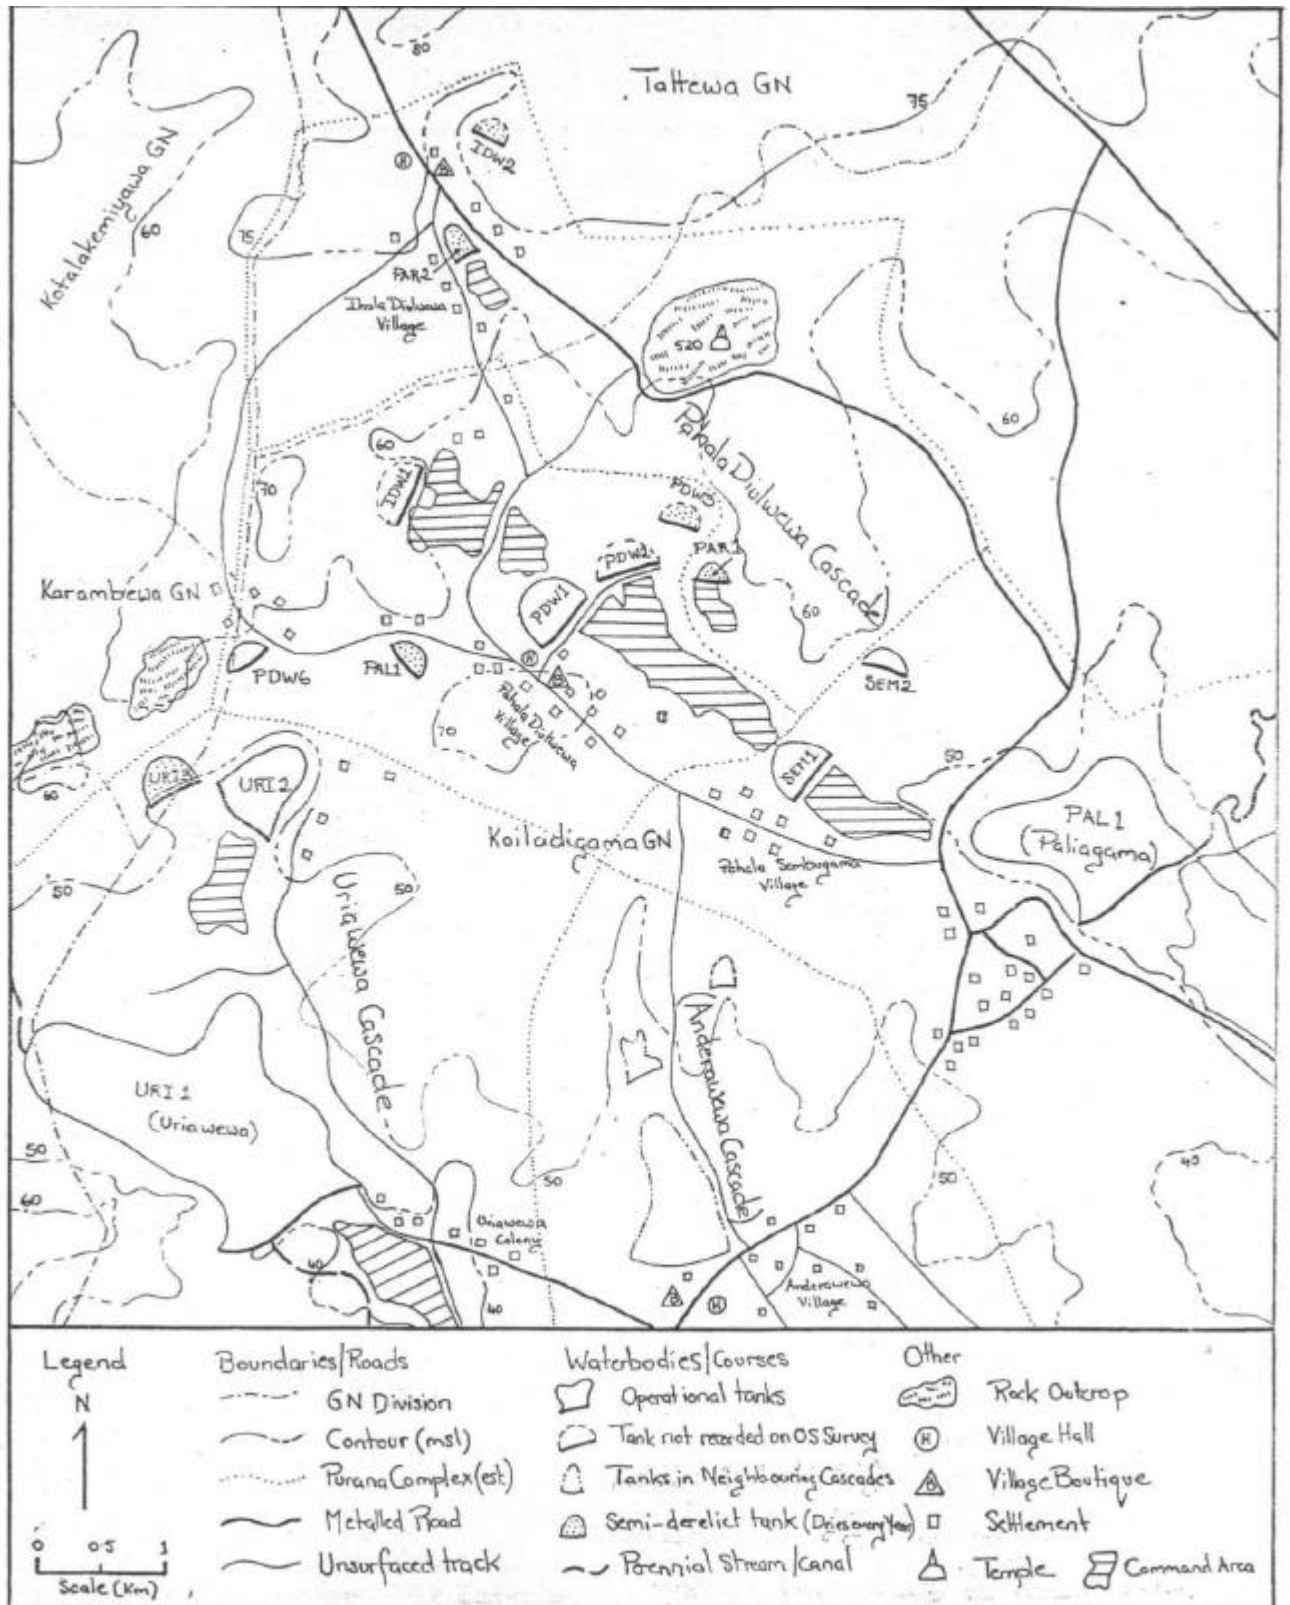 80
Tattewa GN
75
Kotalakemiyawa GN
60
IDW2
B
H
75
PAR2
Ihala Diulwewa
Village
520
60
Pahala Diulwewa Cascade
60
70
IDW1
PDW5
PDW2
PAR1
Karambewa GN
PDW1
60
H
PDW6
PAL1
SEM2
B
70
Pahala Diulwewa
Village
URI3
URI2
60
SEM1
50
PAL1
(Paliagama)
Koiladigama GN
Pahala Sembugama
Village
50
50
Uriawewa Cascade
Anderawewa Cascade
URI1
(Uriawewa)
50
60
50
50
40
Uriawewa
Colony
40
40
Anderawewa
Village
B
H
Legend
N
0 0.5 1
Scale (Km)
Boundaries/Roads
GN Division
Contour (msl)
Purana Complex (est)
Metalled Road
Unsurfaced track
Waterbodies/Courses
Operational tanks
Tank not recorded on OS Survey
Tanks in Neighbouring Cascades
Semi-derelict tank (Dries every Year)
Perennial Stream/Canal
Other
Rock Outcrop
H Village Hall
B Village Boutique
Settlement
Temple
Command Area